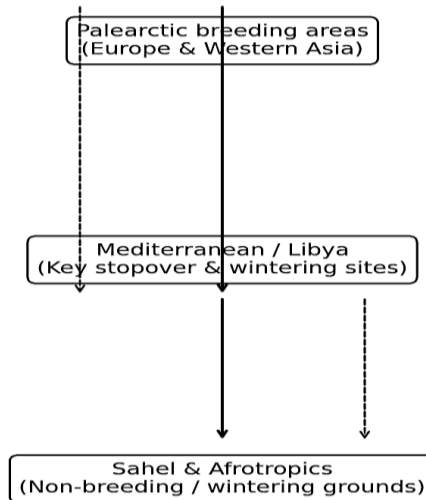 Palearctic breeding areas
(Europe & Western Asia)
Mediterranean / Libya
(Key stopover & wintering sites)
Sahel & Afrotropics
(Non-breeding / wintering grounds)